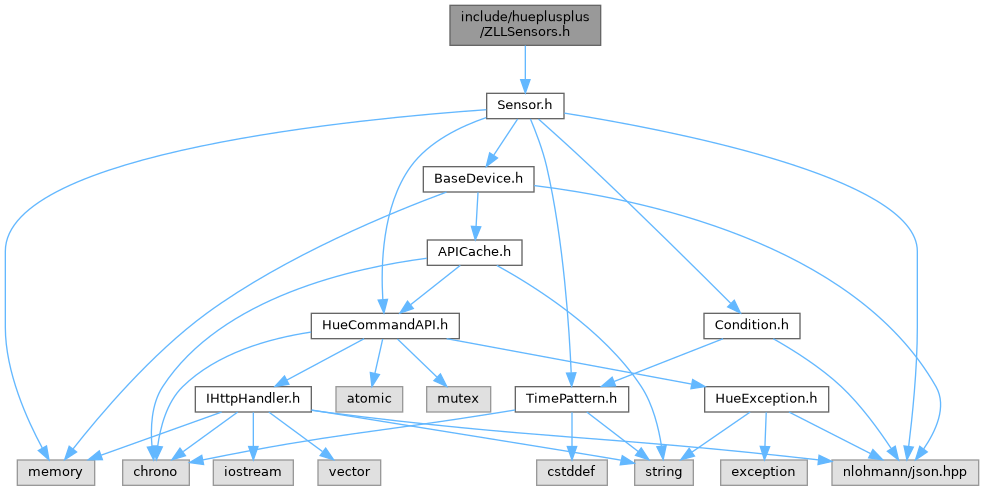 include/hueplusplus
/ZLLSensors.h
Sensor.h
BaseDevice.h
APICache.h
HueCommandAPI.h
Condition.h
IHttpHandler.h
atomic
mutex
TimePattern.h
HueException.h
memory
chrono
iostream
vector
cstddef
string
exception
nlohmann/json.hpp